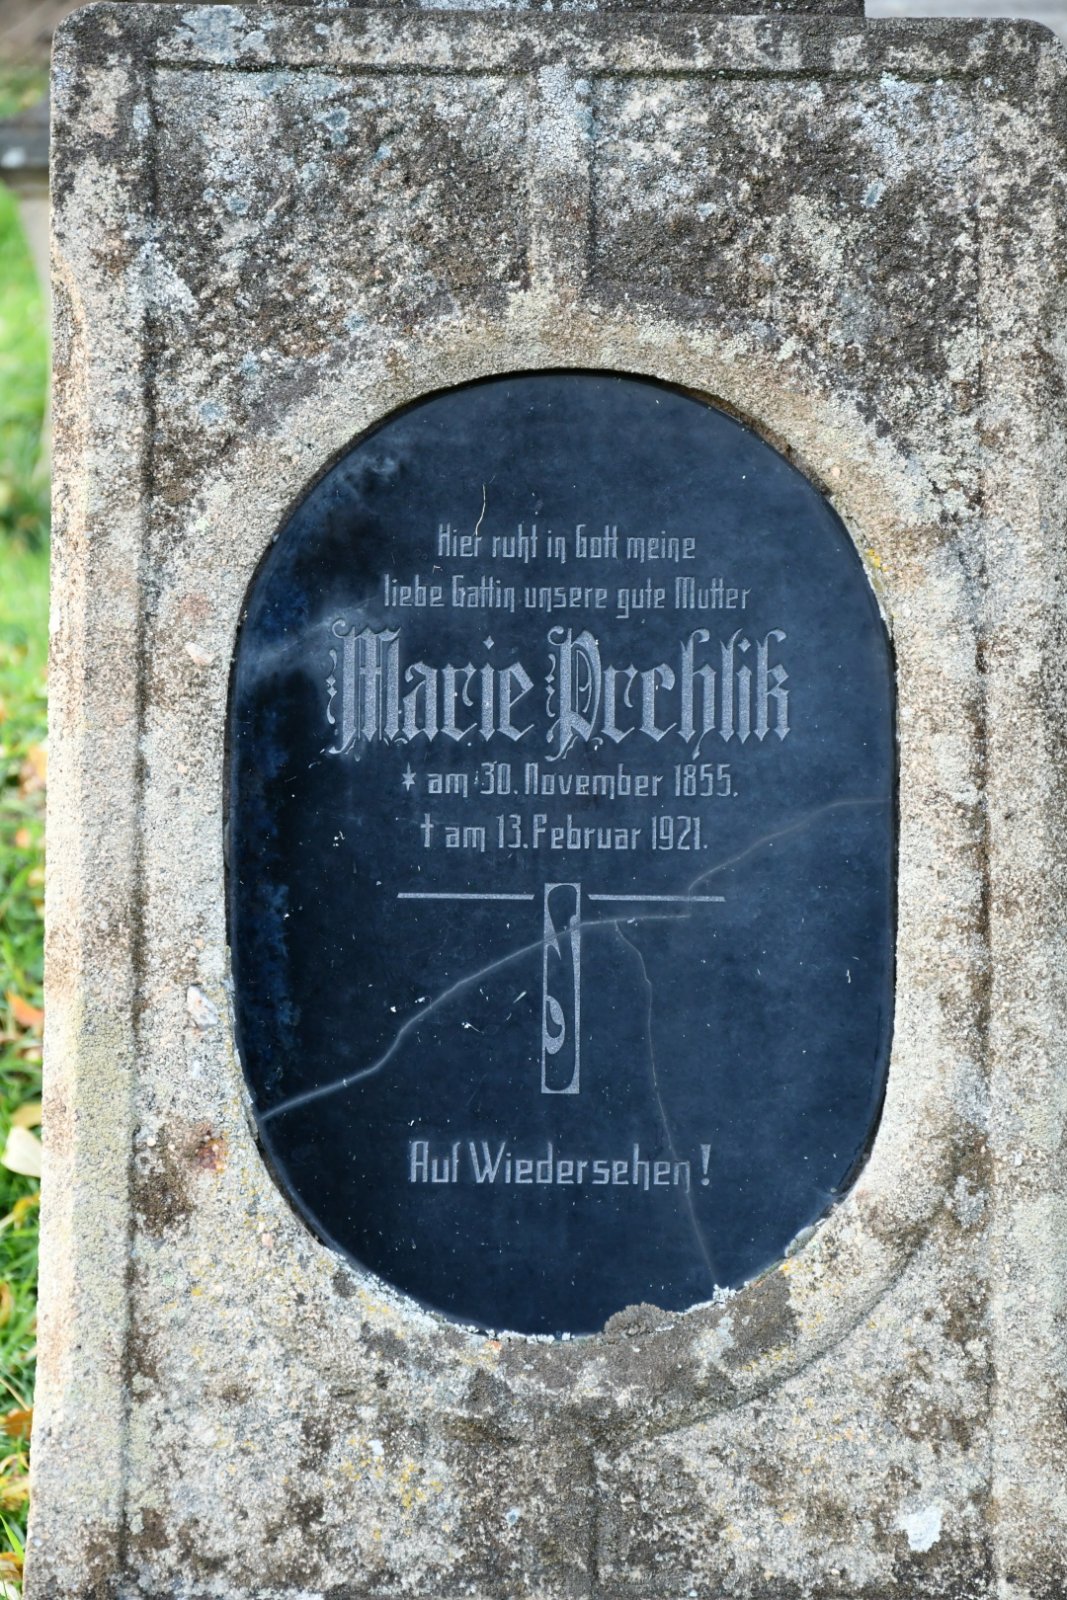 Hier ruht in Gott meine
liebe Gattin unsere gute Mutter
Marie Prchlik
* am 30. November 1855.
† am 13. Februar 1921.
Auf Wiedersehen!